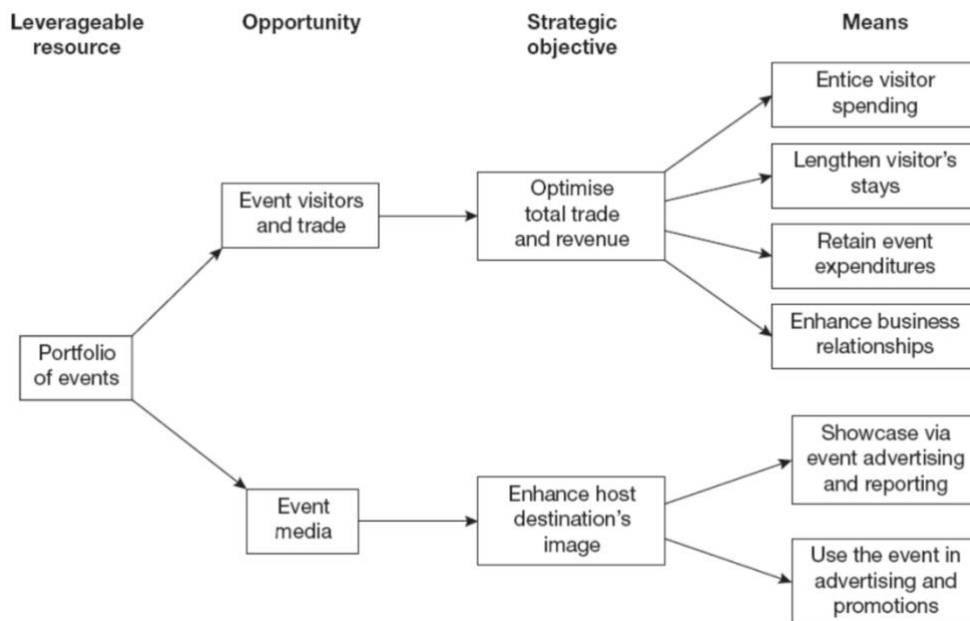 Leverageable
resource
Opportunity
Strategic
objective
Means
Entice visitor
spending
Lengthen visitor's
stays
Event visitors
and trade
Optimise
total trade
and revenue
Retain event
expenditures
Enhance business
relationships
Portfolio
of events
Showcase via
event advertising
and reporting
Event
media
Enhance host
destination's
image
Use the event in
advertising and
promotions